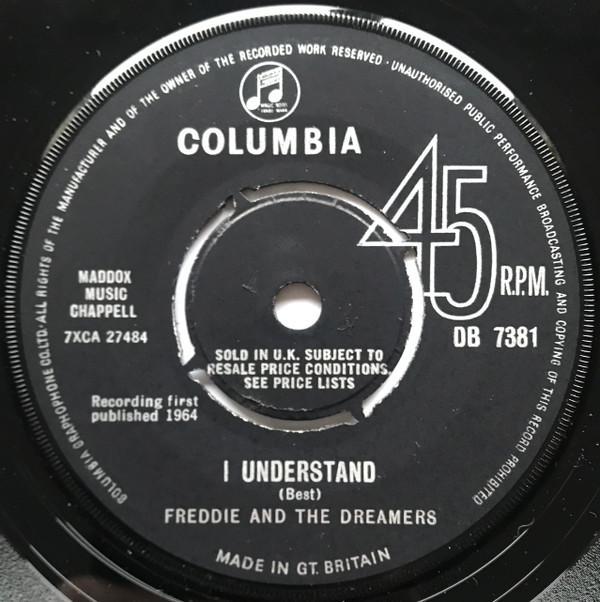 COLUMBIA GRAPHOPHONE CO.LTD· ALL RIGHTS OF THE MANUFACTURER AND OF THE OWNER OF THE RECORDED WORK RESERVED · UNAUTHORISED PUBLIC PERFORMANCE BROADCASTING AND COPYING OF THIS RECORD PROHIBITED
COLUMBIA
45
R.P.M.
DB 7381
MADDOX
MUSIC
CHAPPELL
7XCA 27484
SOLD IN U.K. SUBJECT TO
RESALE PRICE CONDITIONS.
SEE PRICE LISTS
Recording first
published 1964
I UNDERSTAND
(Best)
FREDDIE AND THE DREAMERS
MADE IN GT. BRITAIN